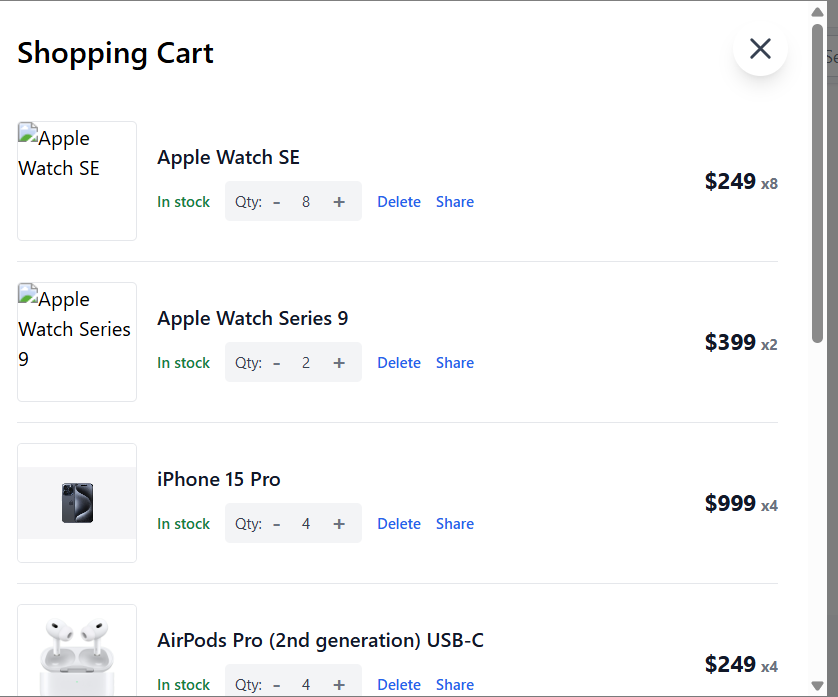 Shopping Cart
Se
Apple
Watch SE
Apple Watch SE
In stock Qty: - 8 + Delete Share
$249 x8
Apple
Watch Series
9
Apple Watch Series 9
In stock Qty: - 2 + Delete Share
$399 x2
iPhone 15 Pro
In stock Qty: - 4 + Delete Share
$999 x4
AirPods Pro (2nd generation) USB-C
In stock Qty: - 4 + Delete Share
$249 x4